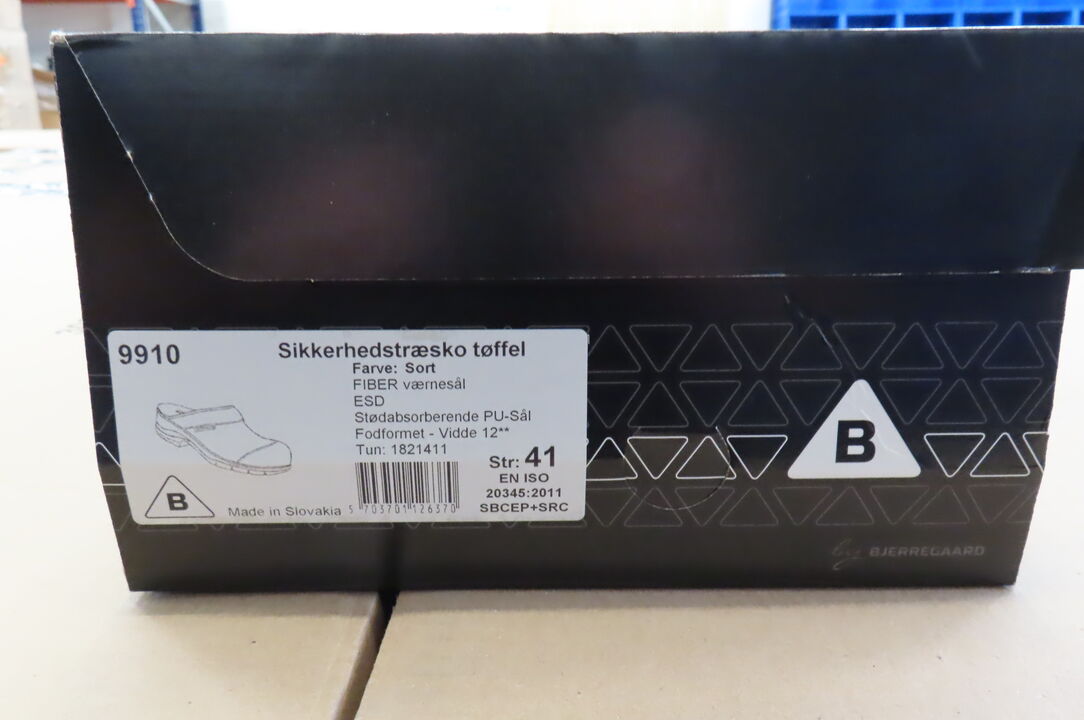 9910
Sikkerhedstræsko tøffel
Farve: Sort
FIBER værnesål
ESD
Stødabsorberende PU-Sål
Fodformet - Vidde 12**
Tun: 1821411
Str: 41
EN ISO
20345:2011
SBCEP+SRC
B
Made in Slovakia
5 703701 126370
B
by BJERREGAARD